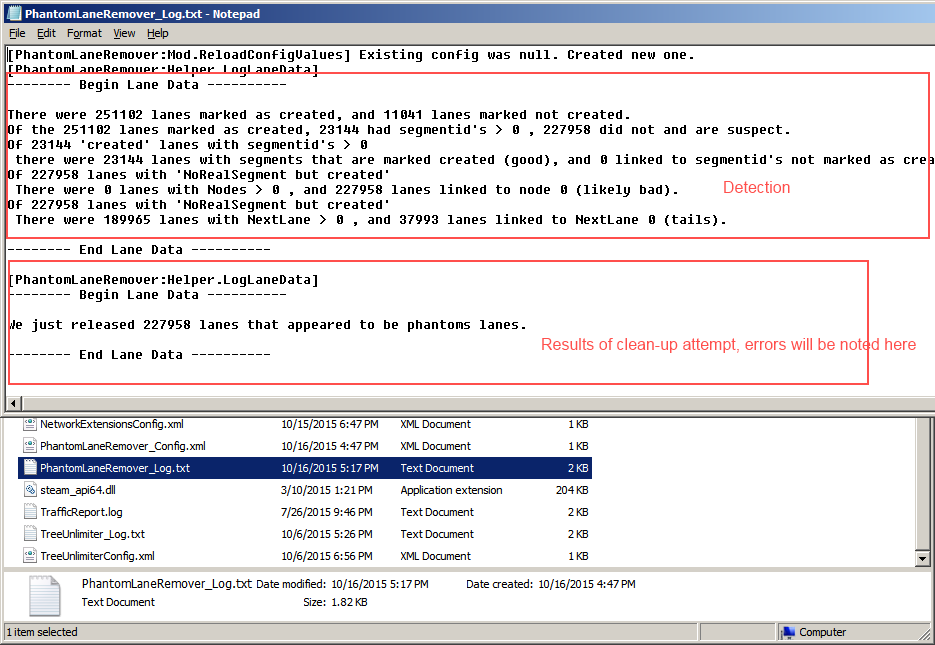 PhantomLaneRemover_Log.txt - Notepad
File Edit Format View Help
[PhantomLaneRemover:Mod.ReloadConfigValues] Existing config was null. Created new one.
[PhantomLaneRemover:Helper.LogLaneData]
-------- Begin Lane Data ----------
There were 251102 lanes marked as created, and 11041 lanes marked not created.
Of the 251102 lanes marked as created, 23144 had segmentid's > 0 , 227958 did not and are suspect.
Of 23144 'created' lanes with segmentid's > 0
there were 23144 lanes with segments that are marked created (good), and 0 linked to segmentid's not marked as crea
Of 227958 lanes with 'NoRealSegment but created'
There were 0 lanes with Nodes > 0 , and 227958 lanes linked to node 0 (likely bad).
Detection
Of 227958 lanes with 'NoRealSegment but created'
There were 189965 lanes with NextLane > 0 , and 37993 lanes linked to NextLane 0 (tails).
-------- End Lane Data ----------
[PhantomLaneRemover:Helper.LogLaneData]
-------- Begin Lane Data ----------
We just released 227958 lanes that appeared to be phantoms lanes.
Results of clean-up attempt, errors will be noted here
-------- End Lane Data ----------
NetworkExtensionsConfig.xml 10/15/2015 6:47 PM XML Document 1 KB
PhantomLaneRemover_Config.xml 10/16/2015 4:47 PM XML Document 1 KB
PhantomLaneRemover_Log.txt 10/16/2015 5:17 PM Text Document 2 KB
steam_api64.dll 3/10/2015 1:21 PM Application extension 204 KB
TrafficReport.log 7/26/2015 9:46 PM Text Document 2 KB
TreeUnlimiter_Log.txt 10/6/2015 5:26 PM Text Document 2 KB
TreeUnlimiterConfig.xml 10/6/2015 6:56 PM XML Document 1 KB
PhantomLaneRemover_Log.txt Date modified: 10/16/2015 5:17 PM Date created: 10/16/2015 4:47 PM
Text Document Size: 1.82 KB
1 item selected Computer